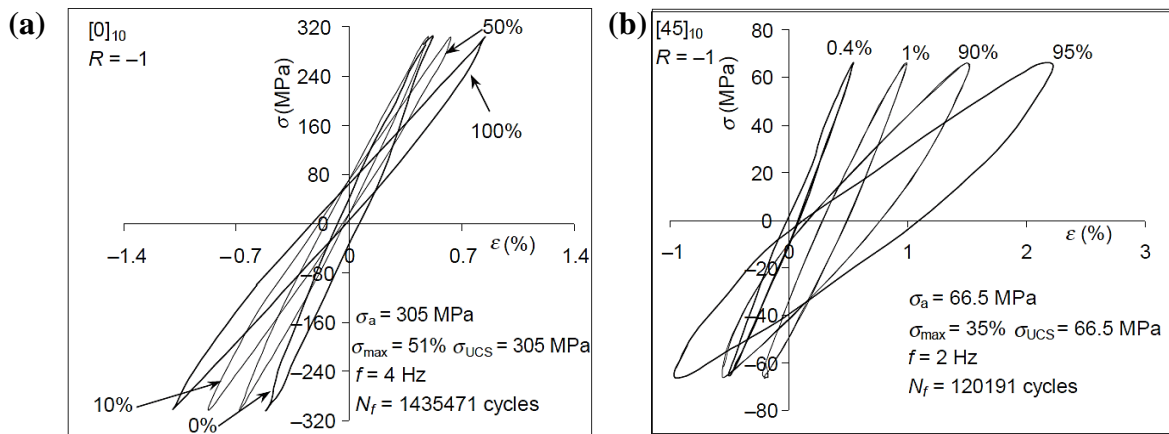 (a)
[0]10
R = –1
σ (MPa)
320
240
160
80
0
–80
–160
–240
–320
–1.4
–0.7
0
0.7
1.4
ε (%)
50%
100%
10%
0%
σa = 305 MPa
σmax = 51% σUCS = 305 MPa
f = 4 Hz
Nf = 1435471 cycles
(b)
[45]10
R = –1
σ (MPa)
80
60
40
20
0
–20
–40
–60
–80
–1
0
1
2
3
ε (%)
0.4%
1%
90%
95%
σa = 66.5 MPa
σmax = 35% σUCS = 66.5 MPa
f = 2 Hz
Nf = 120191 cycles